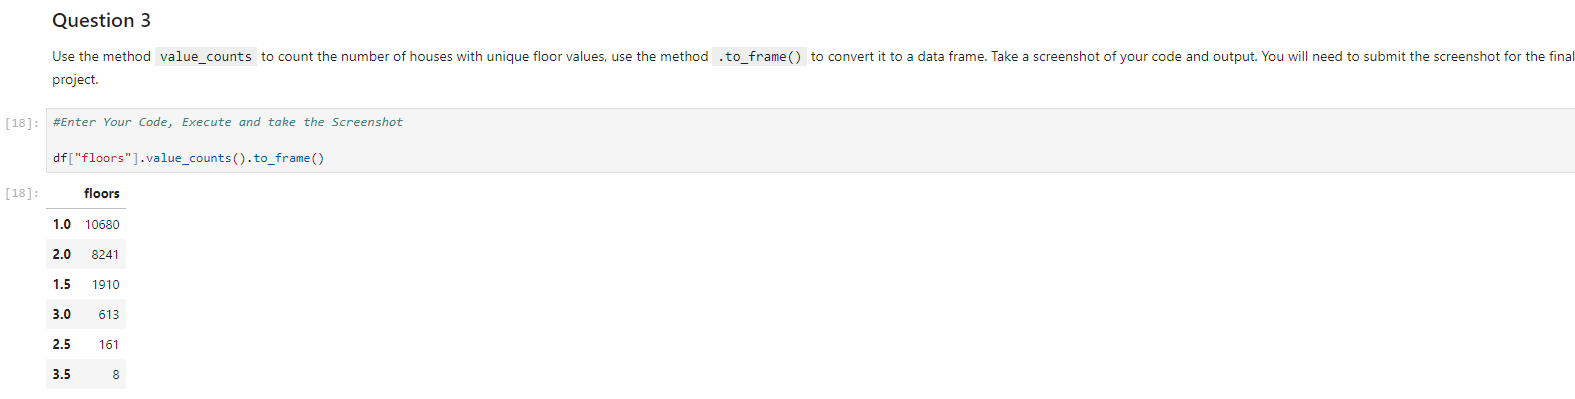 Question 3
Use the method value_counts to count the number of houses with unique floor values, use the method .to_frame() to convert it to a data frame. Take a screenshot of your code and output. You will need to submit the screenshot for the final
project.
[18]: #Enter Your Code, Execute and take the Screenshot
df["floors"].value_counts().to_frame()
[18]: floors
1.0 10680
2.0 8241
1.5 1910
3.0 613
2.5 161
3.5 8